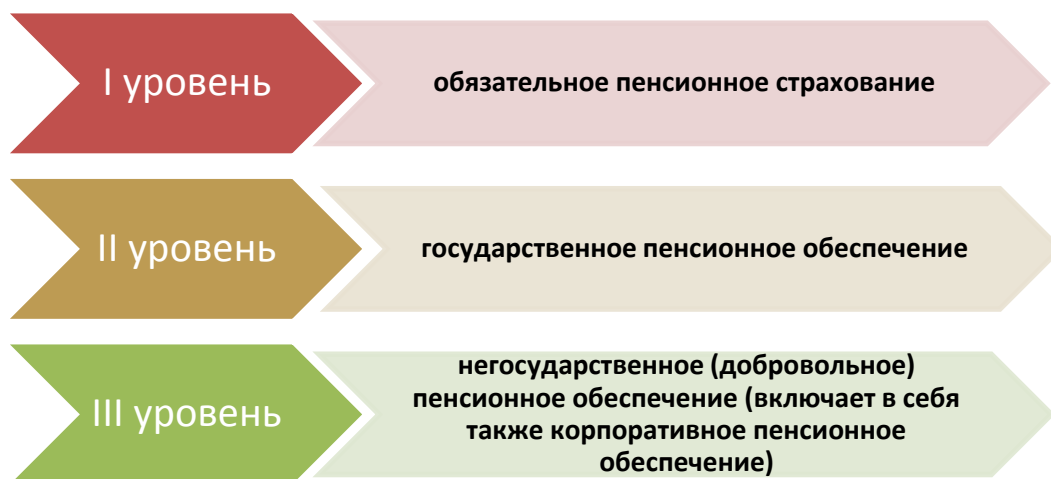 I уровень
обязательное пенсионное страхование
II уровень
государственное пенсионное обеспечение
III уровень
негосударственное (добровольное)
пенсионное обеспечение (включает в себя
также корпоративное пенсионное
обеспечение)